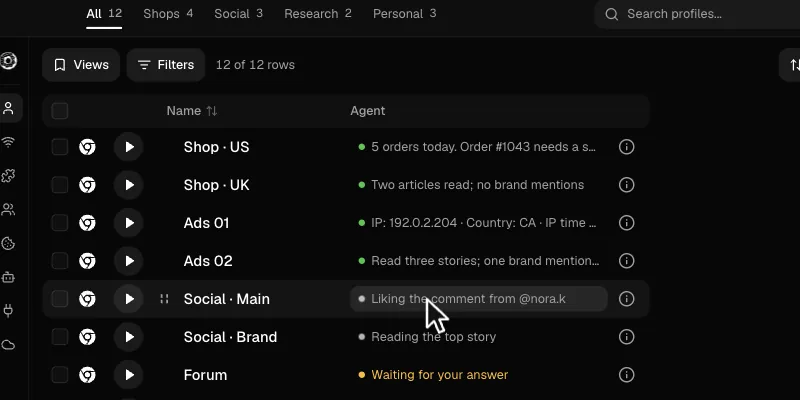 All 12 Shops 4 Social 3 Research 2 Personal 3 Search profiles...
Views Filters 12 of 12 rows
Name Agent
Shop · US 5 orders today. Order #1043 needs a s...
Shop · UK Two articles read; no brand mentions
Ads 01 IP: 192.0.2.204 · Country: CA · IP time ...
Ads 02 Read three stories; one brand mention...
Social · Main Liking the comment from @nora.k
Social · Brand Reading the top story
Forum Waiting for your answer